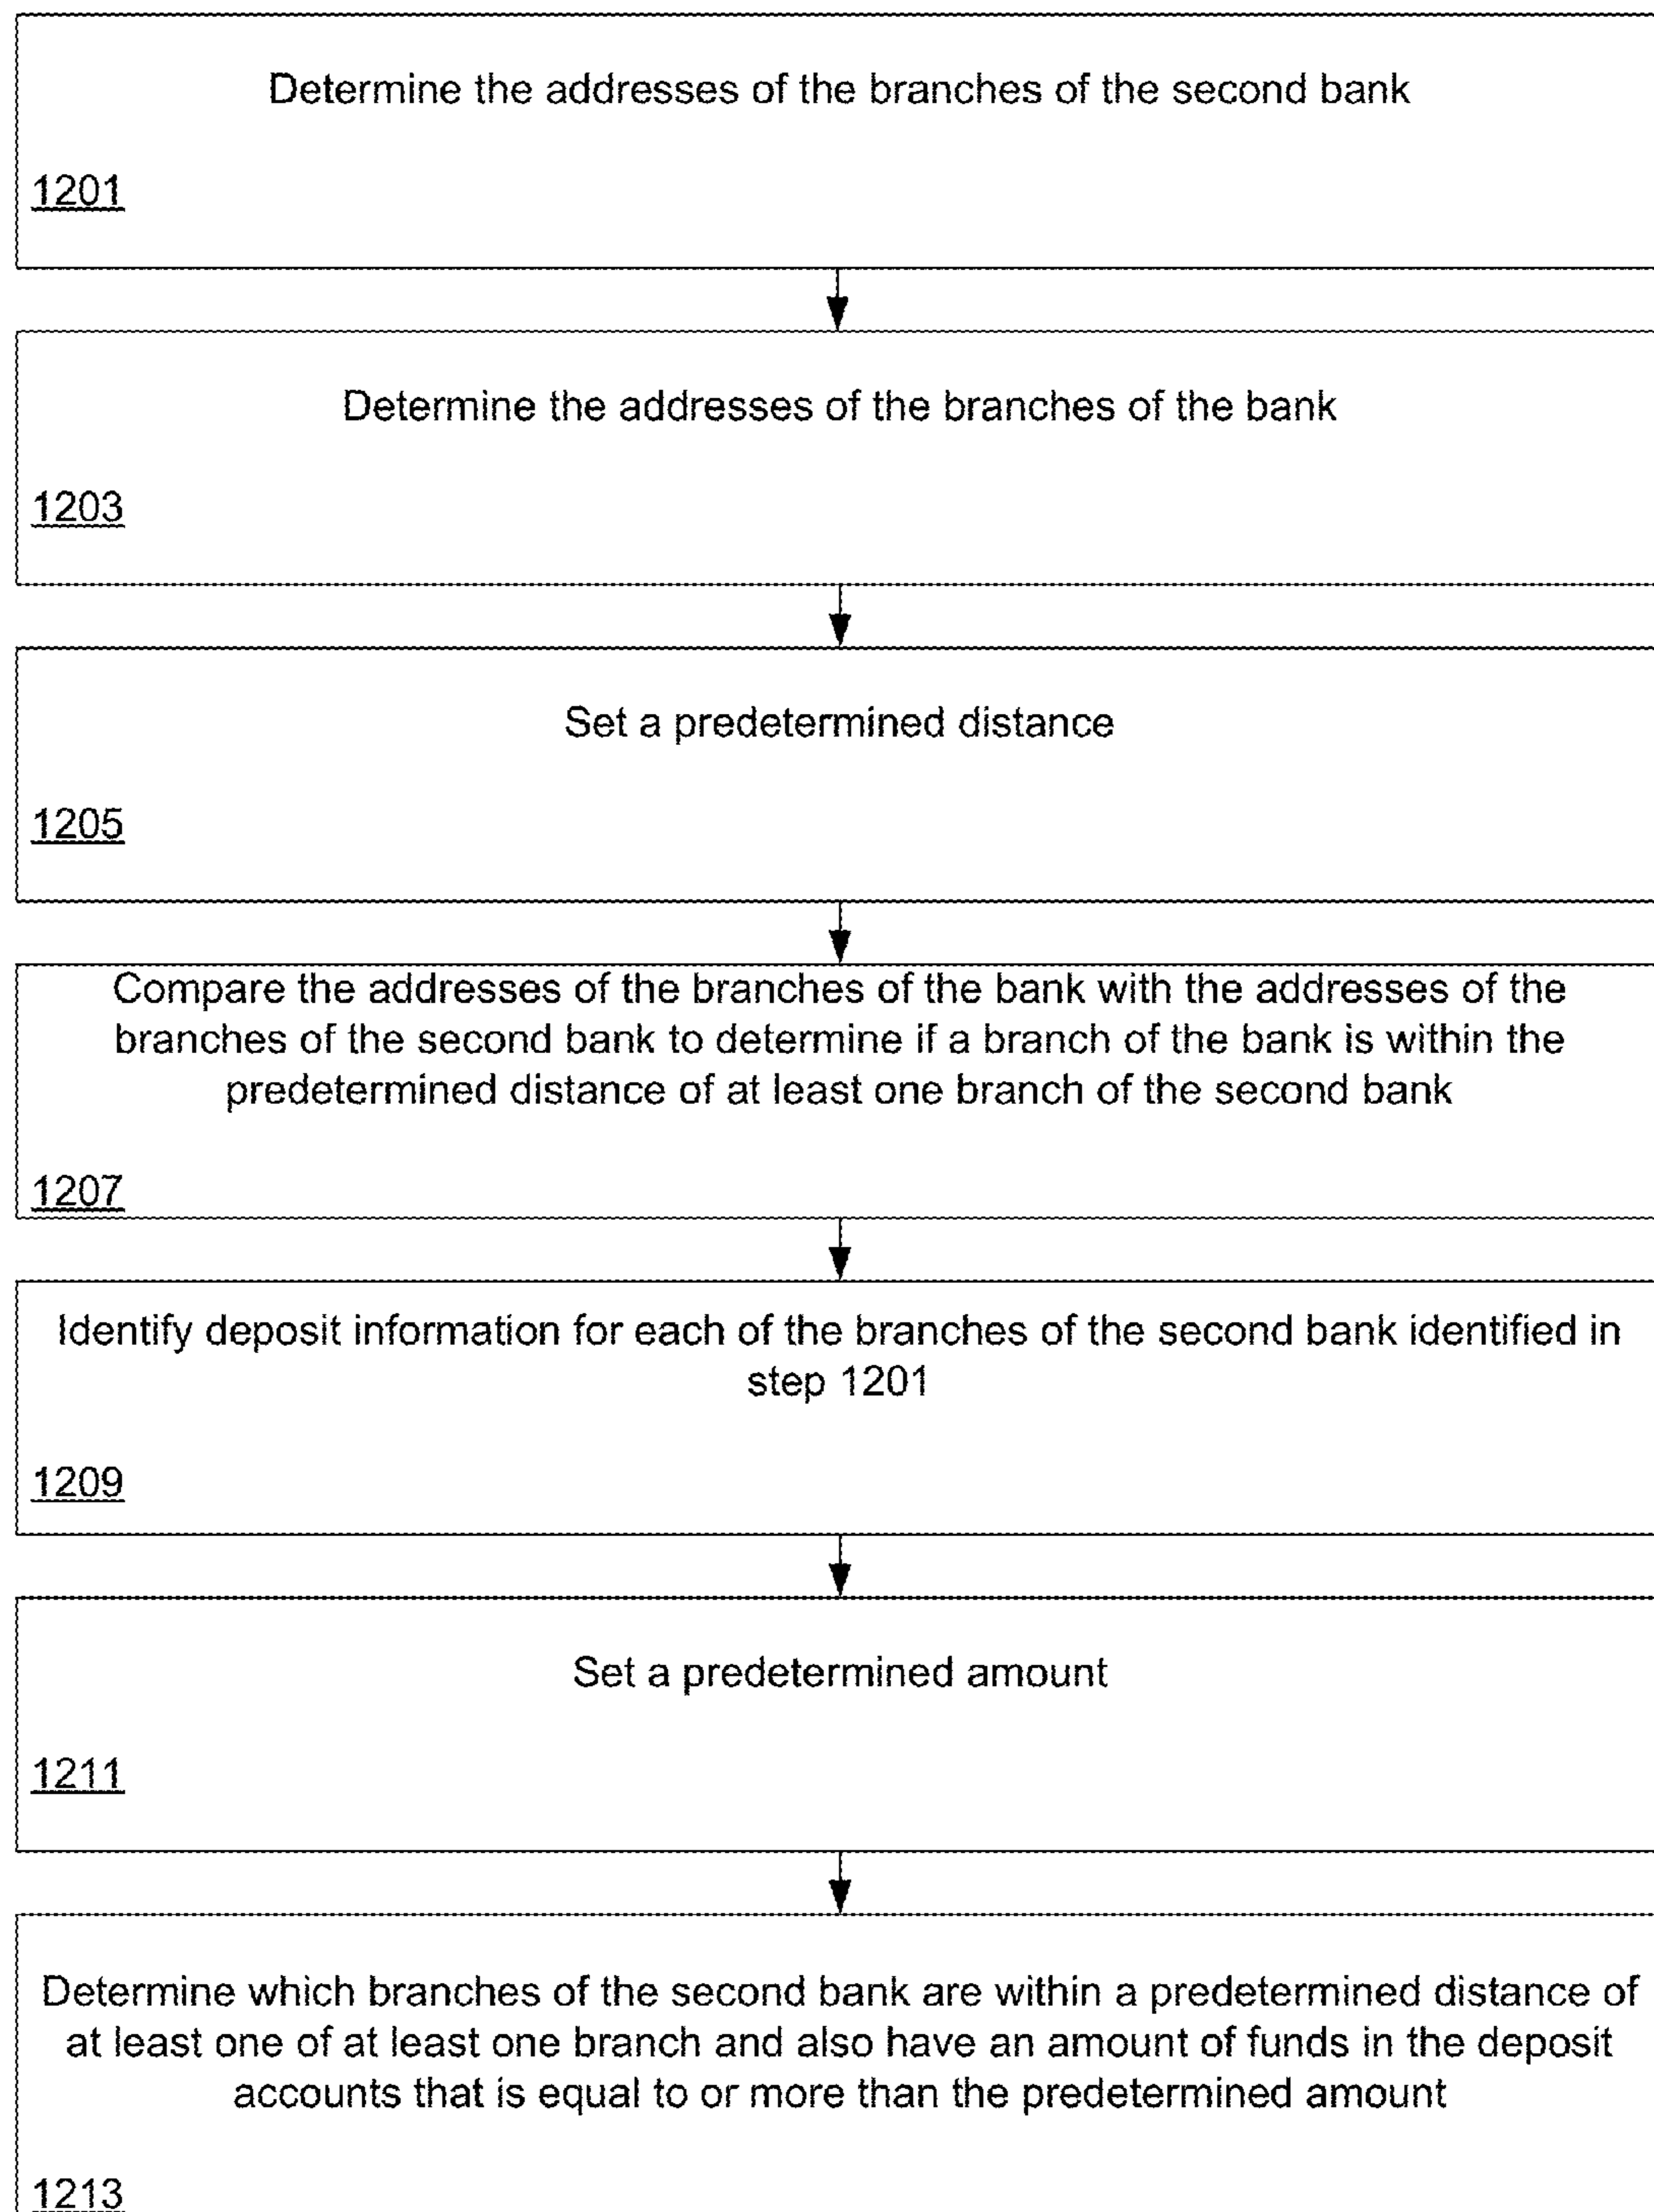 Determine the addresses of the branches of the second bank
1201
Determine the addresses of the branches of the bank
1203
Set a predetermined distance
1205
Compare the addresses of the branches of the bank with the addresses of the
branches of the second bank to determine if a branch of the bank is within the
predetermined distance of at least one branch of the second bank
1207
Identify deposit information for each of the branches of the second bank identified in
step 1201
1209
Set a predetermined amount
1211
Determine which branches of the second bank are within a predetermined distance of
at least one of at least one branch and also have an amount of funds in the deposit
accounts that is equal to or more than the predetermined amount
1213